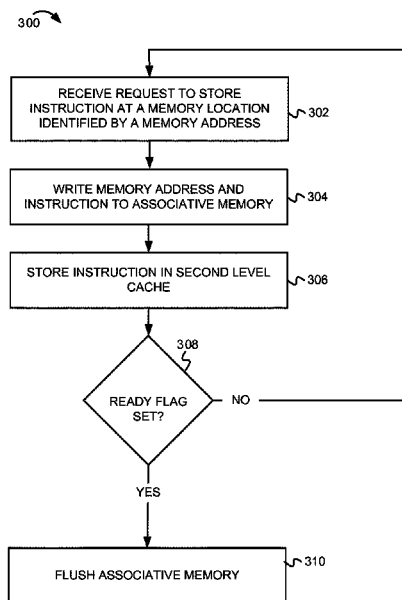 300
RECEIVE REQUEST TO STORE
INSTRUCTION AT A MEMORY LOCATION
IDENTIFIED BY A MEMORY ADDRESS
302
WRITE MEMORY ADDRESS AND
INSTRUCTION TO ASSOCIATIVE MEMORY
304
STORE INSTRUCTION IN SECOND LEVEL
CACHE
306
308
READY FLAG
SET?
NO
YES
FLUSH ASSOCIATIVE MEMORY
310